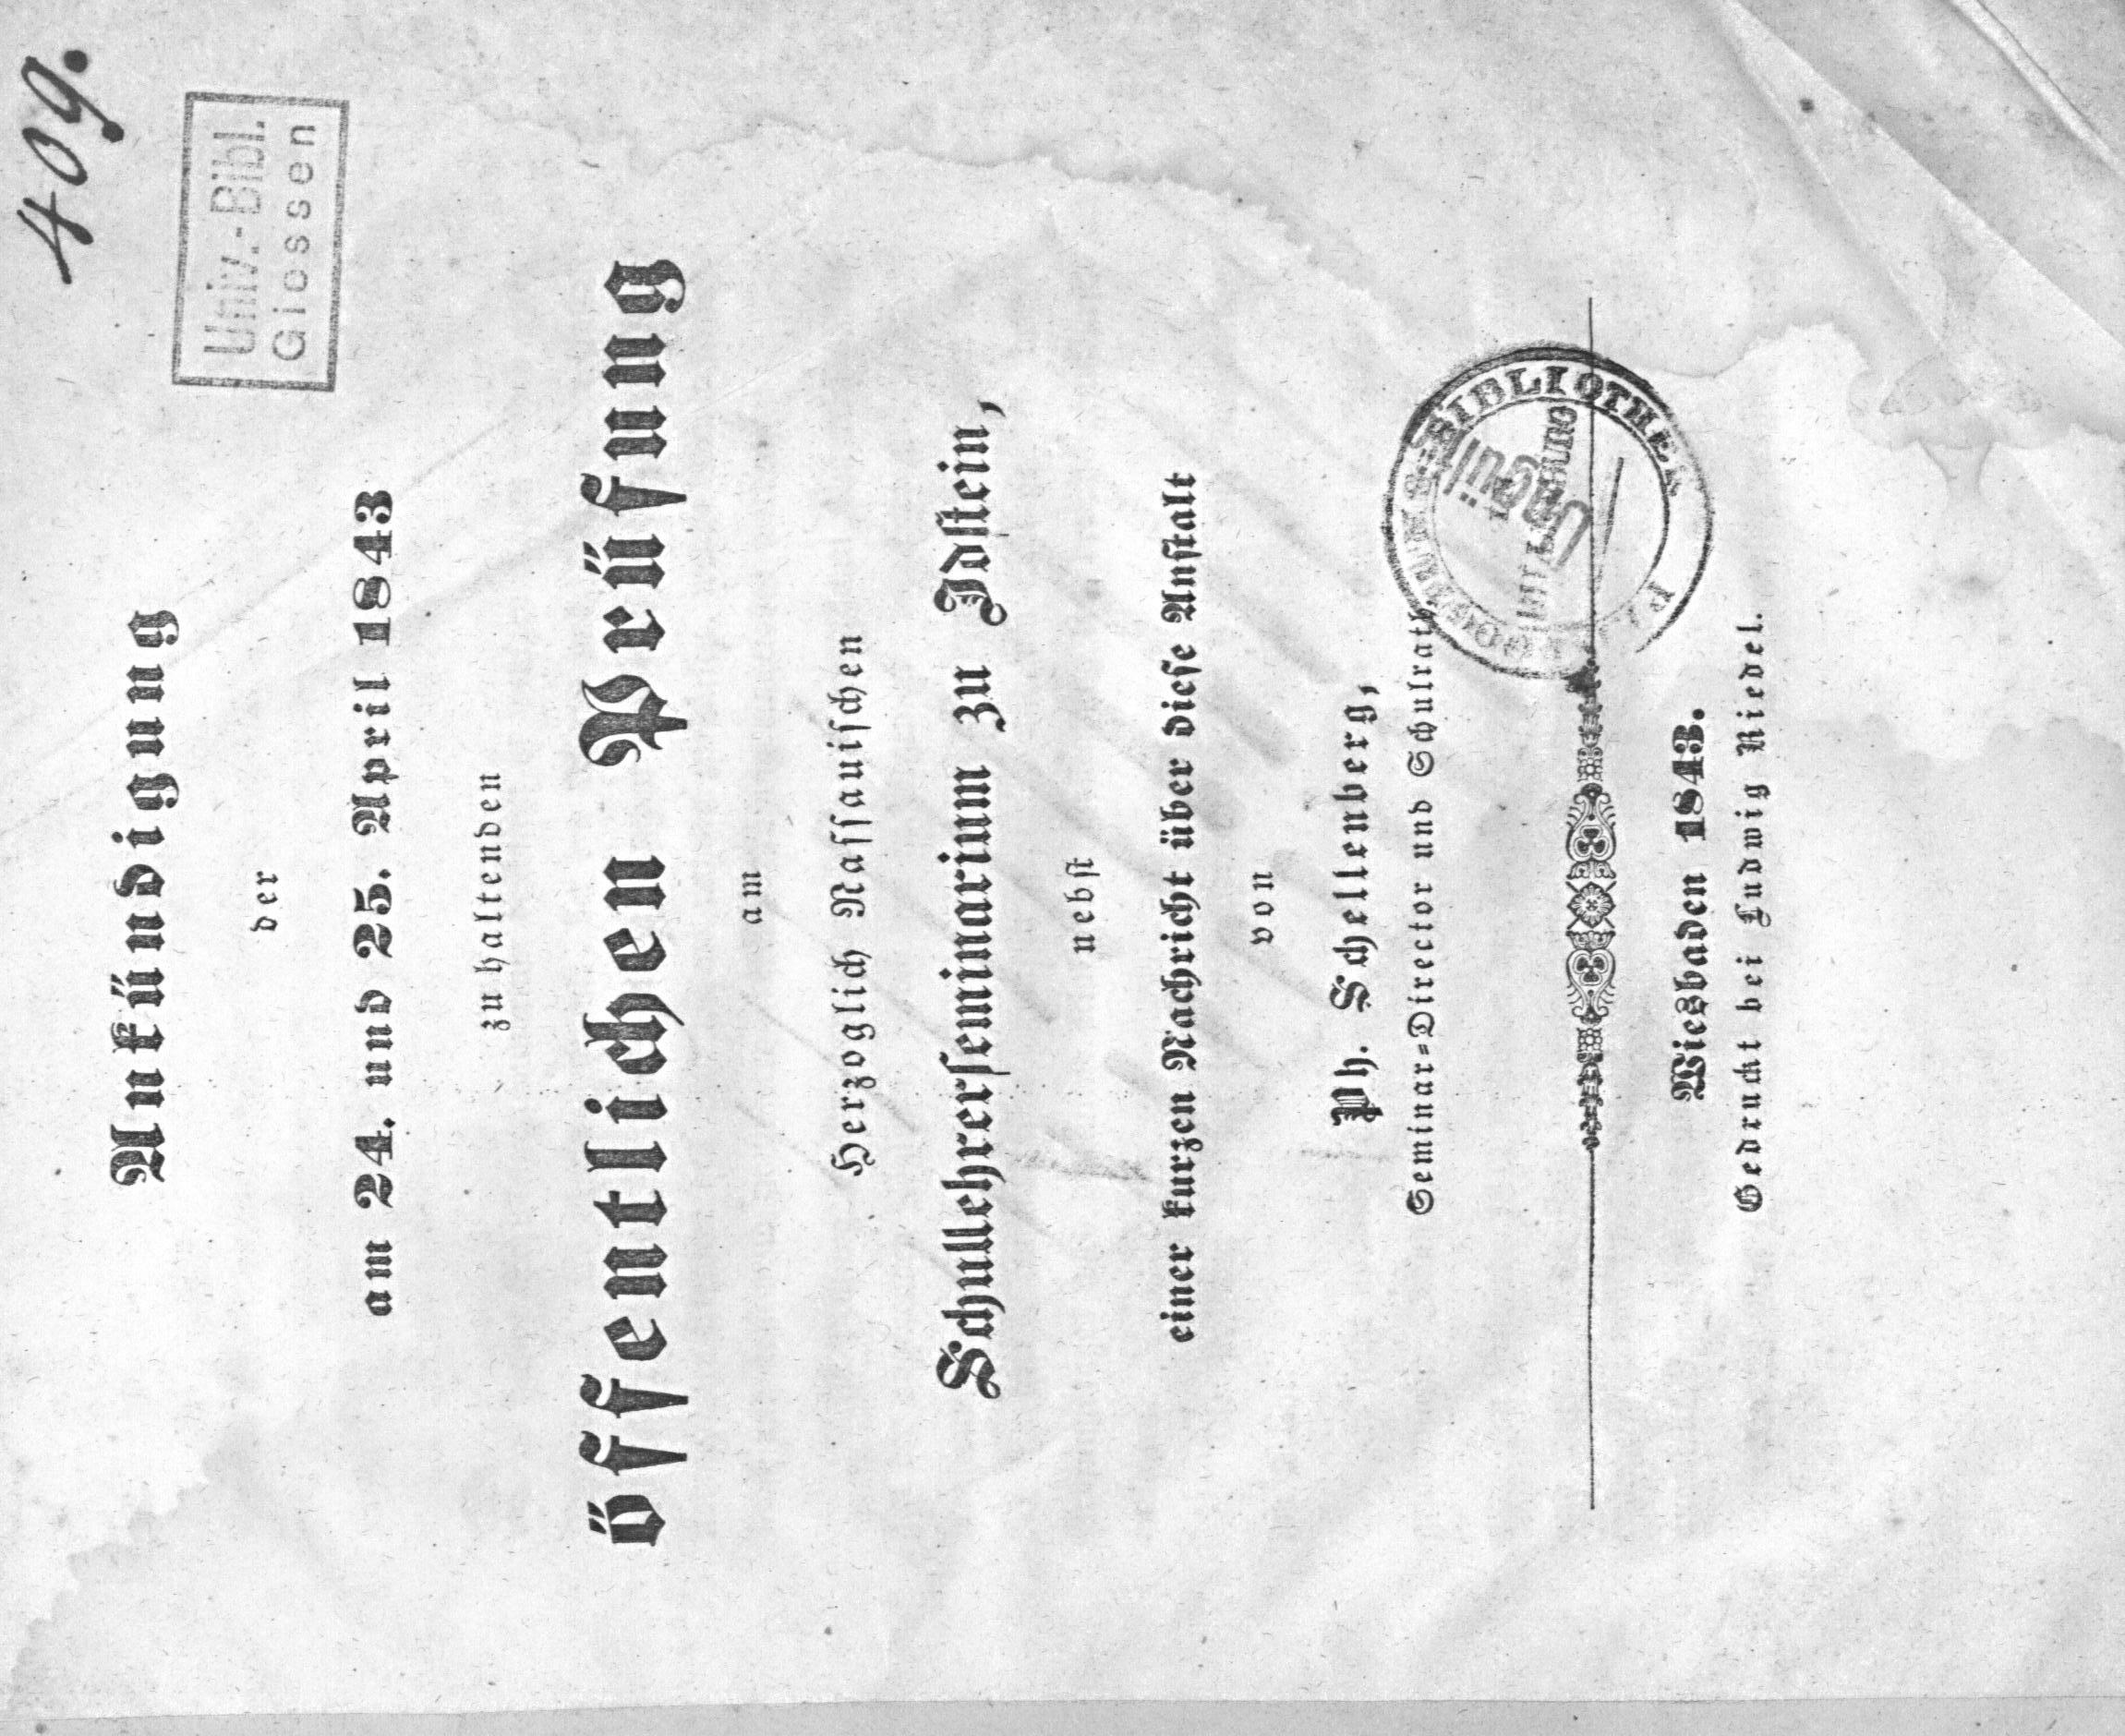 409.
Univ.-Bibl.
Giessen
Ankündigung
der
am 24. und 25. April 1843
zu haltenden
öffentlichen Prüfung
am
Herzoglich Nassauischen
Schullehrerseminarium zu Idstein,
nebst
einer kurzen Nachricht über diese Anstalt
von
Ph. Schellenberg,
Seminar-Director und Schulrath
BIBLIOTHEK
Wiesbaden 1843.
Gedruckt bei Ludwig Riedel.